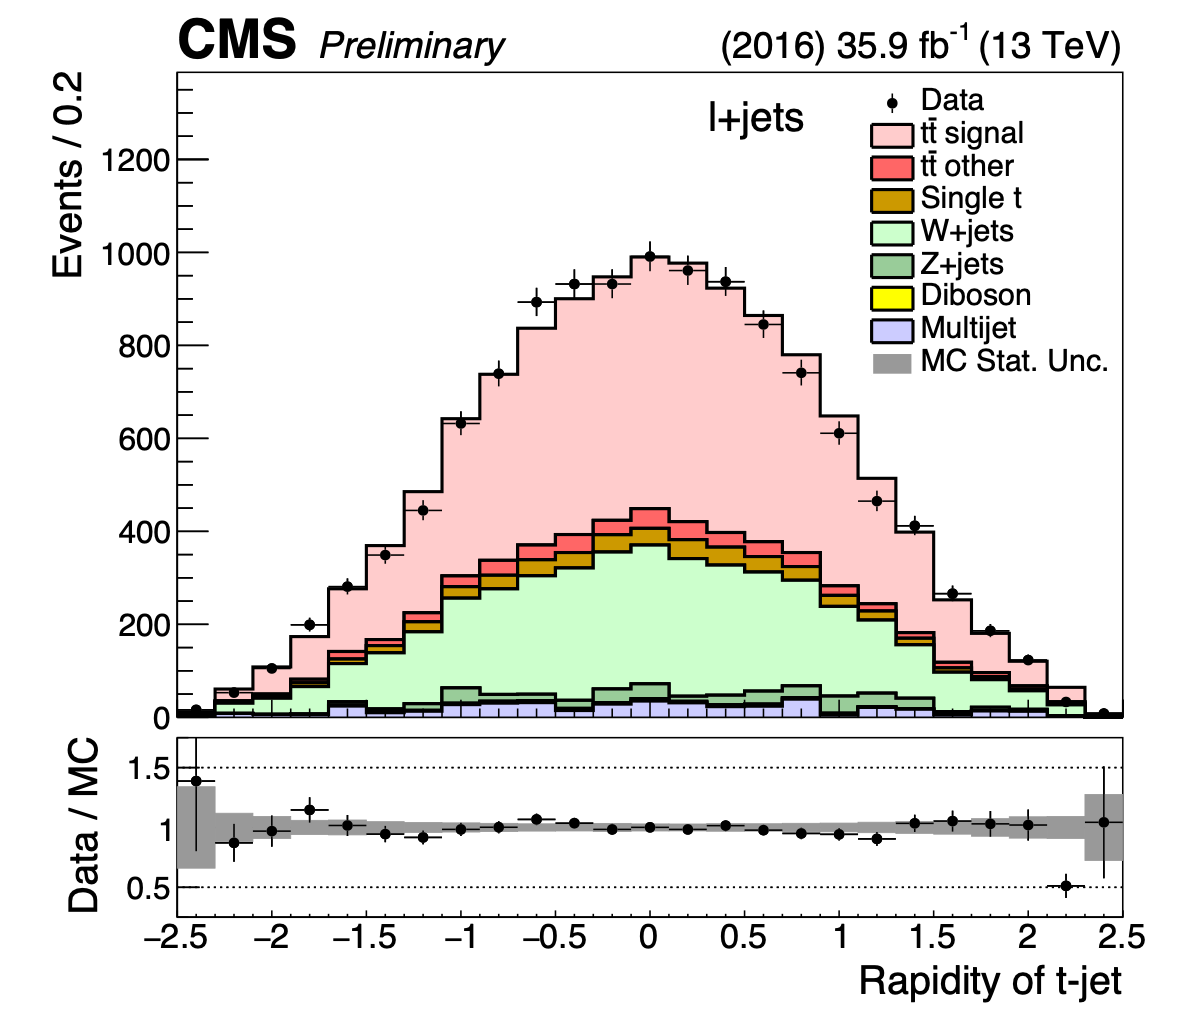 CMS Preliminary (2016) 35.9 fb⁻¹ (13 TeV)
Events / 0.2
l+jets
Data
tt̄ signal
tt̄ other
Single t
W+jets
Z+jets
Diboson
Multijet
MC Stat. Unc.
1200
1000
800
600
400
200
0
Data / MC
1.5
1
0.5
−2.5 −2 −1.5 −1 −0.5 0 0.5 1 1.5 2 2.5
Rapidity of t-jet